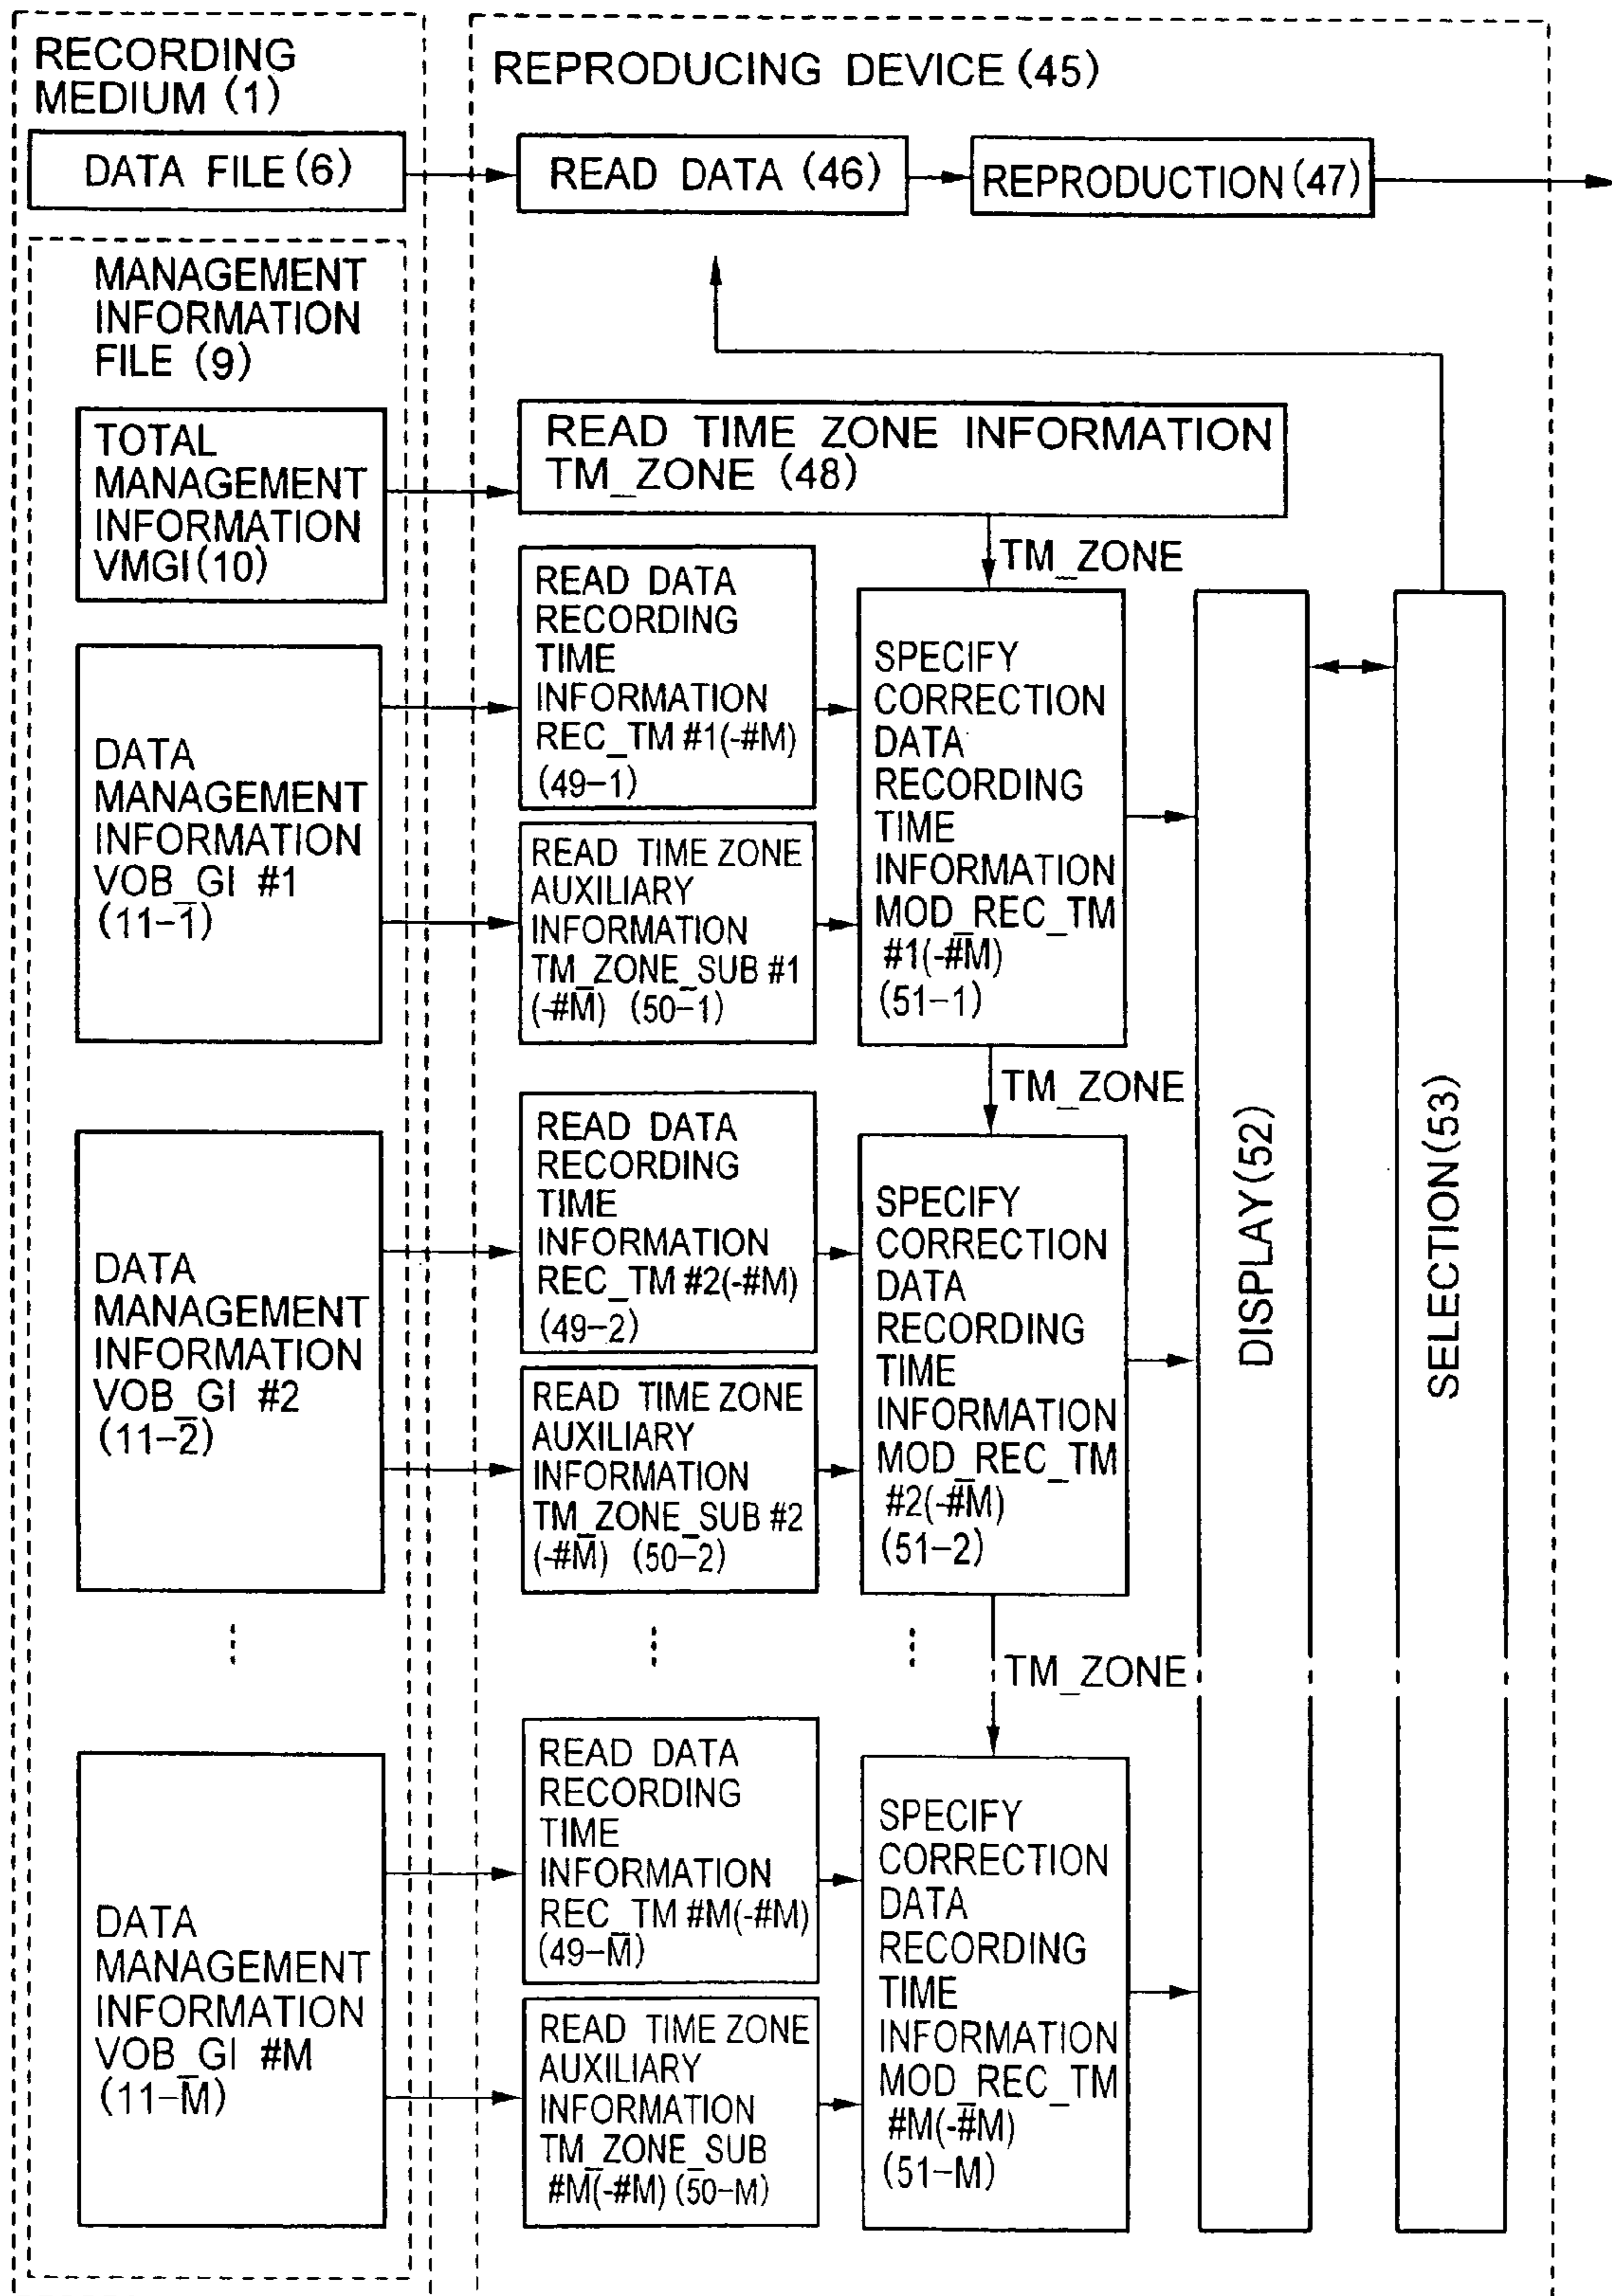 RECORDING
MEDIUM (1)
REPRODUCING DEVICE (45)
DATA FILE (6)
READ DATA (46)
REPRODUCTION (47)
MANAGEMENT
INFORMATION
FILE (9)
TOTAL
MANAGEMENT
INFORMATION
VMGI (10)
READ TIME ZONE INFORMATION
TM_ZONE (48)
TM_ZONE
DATA
MANAGEMENT
INFORMATION
VOB_GI #1
(11-1)
READ DATA
RECORDING
TIME
INFORMATION
REC_TM #1(-#M)
(49-1)
READ TIME ZONE
AUXILIARY
INFORMATION
TM_ZONE_SUB #1
(-#M) (50-1)
SPECIFY
CORRECTION
DATA
RECORDING
TIME
INFORMATION
MOD_REC_TM
#1(-#M)
(51-1)
TM_ZONE
DISPLAY (52)
SELECTION (53)
DATA
MANAGEMENT
INFORMATION
VOB_GI #2
(11-2)
READ DATA
RECORDING
TIME
INFORMATION
REC_TM #2(-#M)
(49-2)
READ TIME ZONE
AUXILIARY
INFORMATION
TM_ZONE_SUB #2
(-#M) (50-2)
SPECIFY
CORRECTION
DATA
RECORDING
TIME
INFORMATION
MOD_REC_TM
#2(-#M)
(51-2)
TM_ZONE
DATA
MANAGEMENT
INFORMATION
VOB_GI #M
(11-M)
READ DATA
RECORDING
TIME
INFORMATION
REC_TM #M(-#M)
(49-M)
READ TIME ZONE
AUXILIARY
INFORMATION
TM_ZONE_SUB
#M(-#M) (50-M)
SPECIFY
CORRECTION
DATA
RECORDING
TIME
INFORMATION
MOD_REC_TM
#M(-#M)
(51-M)